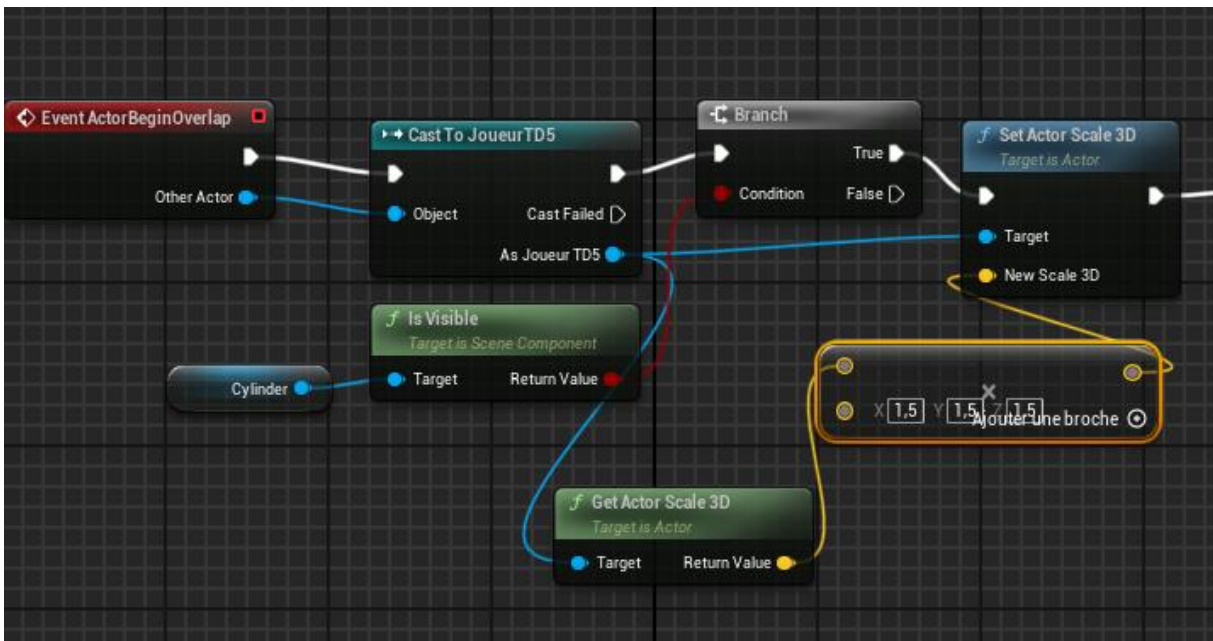 Event ActorBeginOverlap
Other Actor
Cast To JoueurTD5
Object
Cast Failed
As Joueur TD5
Branch
True
Condition
False
Set Actor Scale 3D
Target is Actor
Target
New Scale 3D
Is Visible
Target is Scene Component
Target
Return Value
Cylinder
X 1,5 Y 1,5 Z 1,5
Ajouter une broche
Get Actor Scale 3D
Target is Actor
Target
Return Value